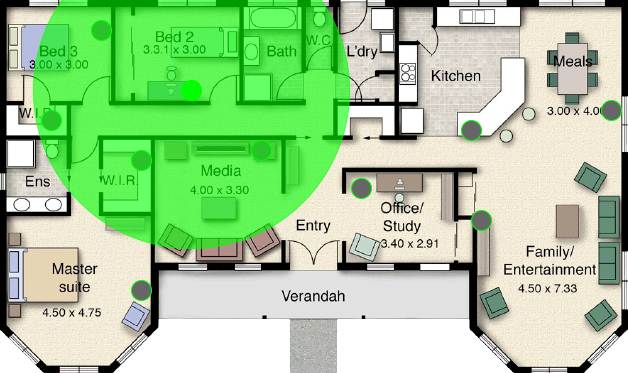 Bed 3
3.00 x 3.00
Bed 2
3.3.1 x 3.00
Bath
W.C
L'dry
Kitchen
Meals
3.00 x 4.00
W.I.R.
Ens
W.I.R.
Media
4.00 x 3.30
Entry
Office/
Study
3.40 x 2.91
Master
suite
4.50 x 4.75
Verandah
Family/
Entertainment
4.50 x 7.33